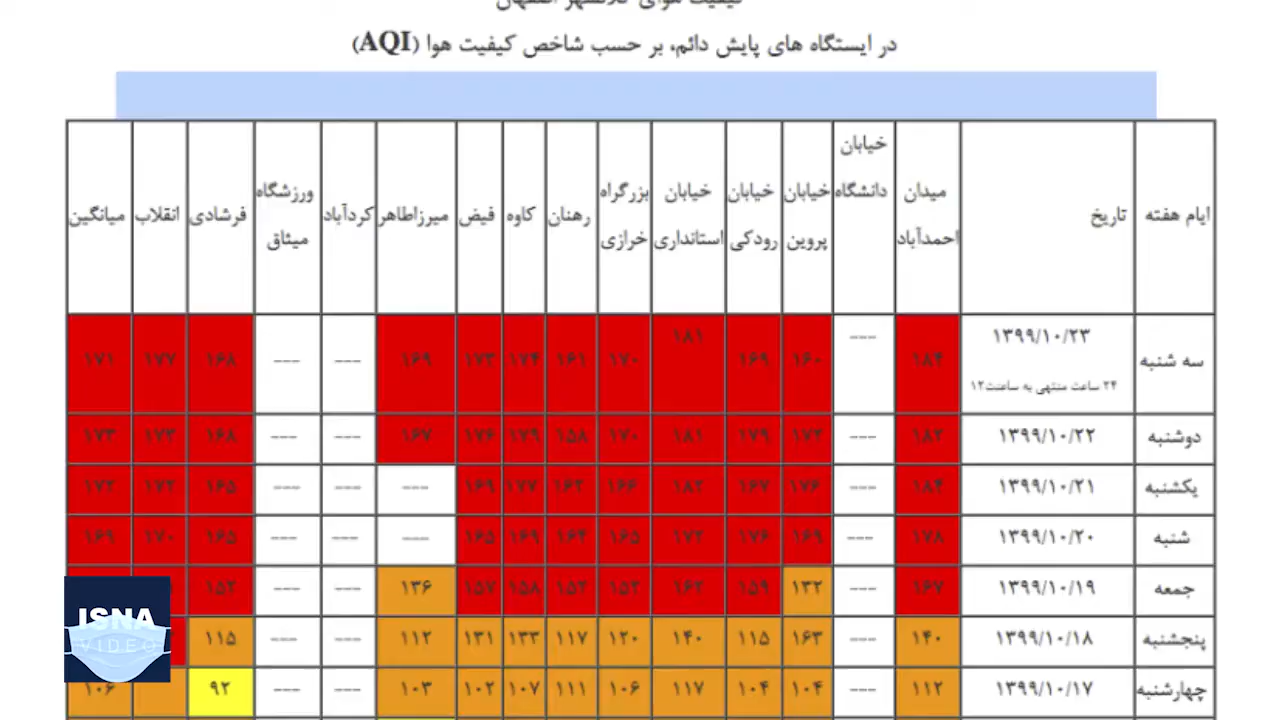 کیفیت هوای کلانشهر اصفهان
در ایستگاه های پایش دائم، بر حسب شاخص کیفیت هوا (AQI)
ایام هفته تاریخ میدان احمدآباد خیابان دانشگاه خیابان پروین خیابان رودکی خیابان استانداری بزرگراه خرازی رهنان کاوه فیض میرزاطاهر کردآباد ورزشگاه میثاق فرشادی انقلاب میانگین
سه شنبه ۱۳۹۹/۱۰/۲۳ ۲۴ ساعت منتهی به ساعت۱۲ ۱۸۴ --- ۱۶۰ ۱۶۹ ۱۸۱ ۱۷۰ ۱۶۱ ۱۷۴ ۱۷۳ ۱۶۹ --- --- ۱۶۸ ۱۷۷ ۱۷۱
دوشنبه ۱۳۹۹/۱۰/۲۲ ۱۸۲ --- ۱۷۲ ۱۷۹ ۱۸۱ ۱۷۰ ۱۵۸ ۱۷۹ ۱۷۶ ۱۶۷ --- --- ۱۶۸ ۱۷۲ ۱۷۳
یکشنبه ۱۳۹۹/۱۰/۲۱ ۱۸۴ --- ۱۷۶ ۱۶۷ ۱۸۲ ۱۶۶ ۱۶۲ ۱۷۷ ۱۶۹ --- --- --- ۱۶۵ ۱۷۲ ۱۷۲
شنبه ۱۳۹۹/۱۰/۲۰ ۱۷۸ --- ۱۶۹ ۱۷۶ ۱۷۲ ۱۶۵ ۱۶۴ ۱۶۹ ۱۶۵ --- --- --- ۱۶۵ ۱۷۰ ۱۶۹
جمعه ۱۳۹۹/۱۰/۱۹ ۱۶۷ --- ۱۳۲ ۱۵۹ ۱۶۲ ۱۵۲ ۱۵۲ ۱۵۸ ۱۵۷ ۱۳۶ --- --- ۱۵۲
پنجشنبه ۱۳۹۹/۱۰/۱۸ ۱۴۰ --- ۱۶۳ ۱۱۵ ۱۴۰ ۱۲۰ ۱۱۷ ۱۳۳ ۱۳۱ ۱۱۲ --- --- ۱۱۵
چهارشنبه ۱۳۹۹/۱۰/۱۷ ۱۱۲ --- ۱۰۴ ۱۰۴ ۱۱۷ ۱۰۶ ۱۱۱ ۱۰۷ ۱۰۲ ۱۰۳ --- --- ۹۲ ۱۰۶
ISNA
VIDEO